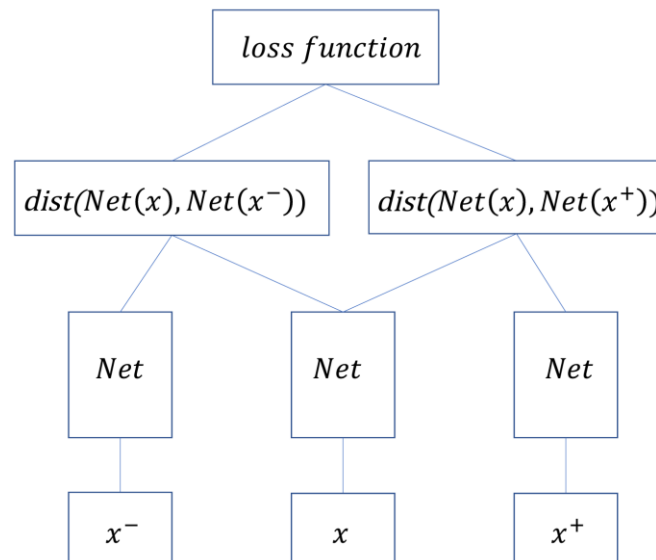 loss function
dist(Net(x), Net(x⁻))
dist(Net(x), Net(x⁺))
Net
Net
Net
x⁻
x
x⁺